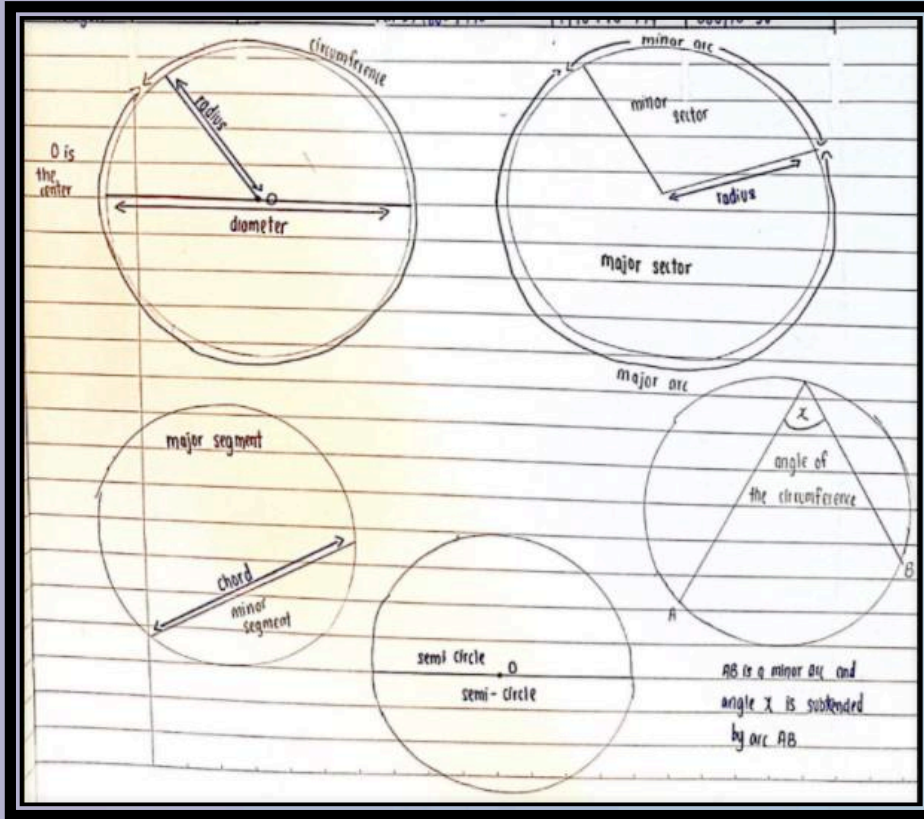 circumference
radius
O is
the
center
O
diameter
minor arc
minor
sector
radius
major sector
major arc
major segment
chord
minor
segment
x
angle of
the circumference
A
B
semi circle
O
semi-circle
AB is a minor arc and
angle x is subtended
by arc AB